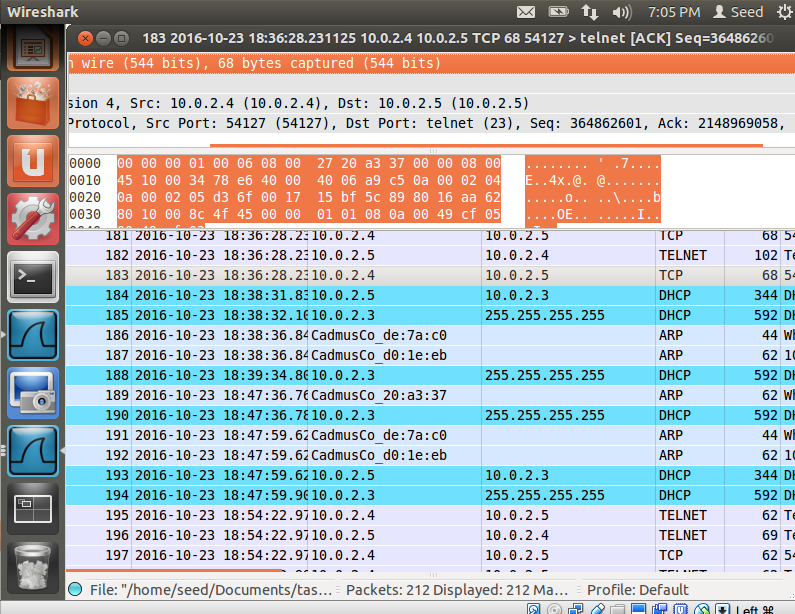 Wireshark 7:05 PM Seed
183 2016-10-23 18:36:28.231125 10.0.2.4 10.0.2.5 TCP 68 54127 > telnet [ACK] Seq=36486260
n wire (544 bits), 68 bytes captured (544 bits)
sion 4, Src: 10.0.2.4 (10.0.2.4), Dst: 10.0.2.5 (10.0.2.5)
Protocol, Src Port: 54127 (54127), Dst Port: telnet (23), Seq: 364862601, Ack: 2148969058,
0000 00 00 00 01 00 06 08 00 27 20 a3 37 00 00 08 00 ........ ' .7....
0010 45 10 00 34 78 e6 40 00 40 06 a9 c5 0a 00 02 04 E..4x.@. @.......
0020 0a 00 02 05 d3 6f 00 17 15 bf 5c 89 80 16 aa 62 .....o.. ..\....b
0030 80 10 00 8c 4f 45 00 00 01 01 08 0a 00 49 cf 05 ....OE.. .....I..
181 2016-10-23 18:36:28.23 10.0.2.4 10.0.2.5 TCP 68 54
182 2016-10-23 18:36:28.23 10.0.2.5 10.0.2.4 TELNET 102 Te
183 2016-10-23 18:36:28.23 10.0.2.4 10.0.2.5 TCP 68 54
184 2016-10-23 18:38:31.83 10.0.2.5 10.0.2.3 DHCP 344 DH
185 2016-10-23 18:38:32.10 10.0.2.3 255.255.255.255 DHCP 592 DH
186 2016-10-23 18:38:36.84 CadmusCo_de:7a:c0 ARP 44 Wh
187 2016-10-23 18:38:36.84 CadmusCo_d0:1e:eb ARP 62 10
188 2016-10-23 18:39:34.80 10.0.2.3 255.255.255.255 DHCP 592 DH
189 2016-10-23 18:47:36.76 CadmusCo_20:a3:37 ARP 62 Wh
190 2016-10-23 18:47:36.78 10.0.2.3 255.255.255.255 DHCP 592 DH
191 2016-10-23 18:47:59.62 CadmusCo_de:7a:c0 ARP 44 Wh
192 2016-10-23 18:47:59.62 CadmusCo_d0:1e:eb ARP 62 10
193 2016-10-23 18:47:59.62 10.0.2.5 10.0.2.3 DHCP 344 DH
194 2016-10-23 18:47:59.90 10.0.2.3 255.255.255.255 DHCP 592 DH
195 2016-10-23 18:54:22.97 10.0.2.4 10.0.2.5 TELNET 62 Te
196 2016-10-23 18:54:22.97 10.0.2.5 10.0.2.4 TELNET 69 Te
197 2016-10-23 18:54:22.97 10.0.2.4 10.0.2.5 TCP 62 54
File: "/home/seed/Documents/tas... Packets: 212 Displayed: 212 Ma... Profile: Default
Left ⌘